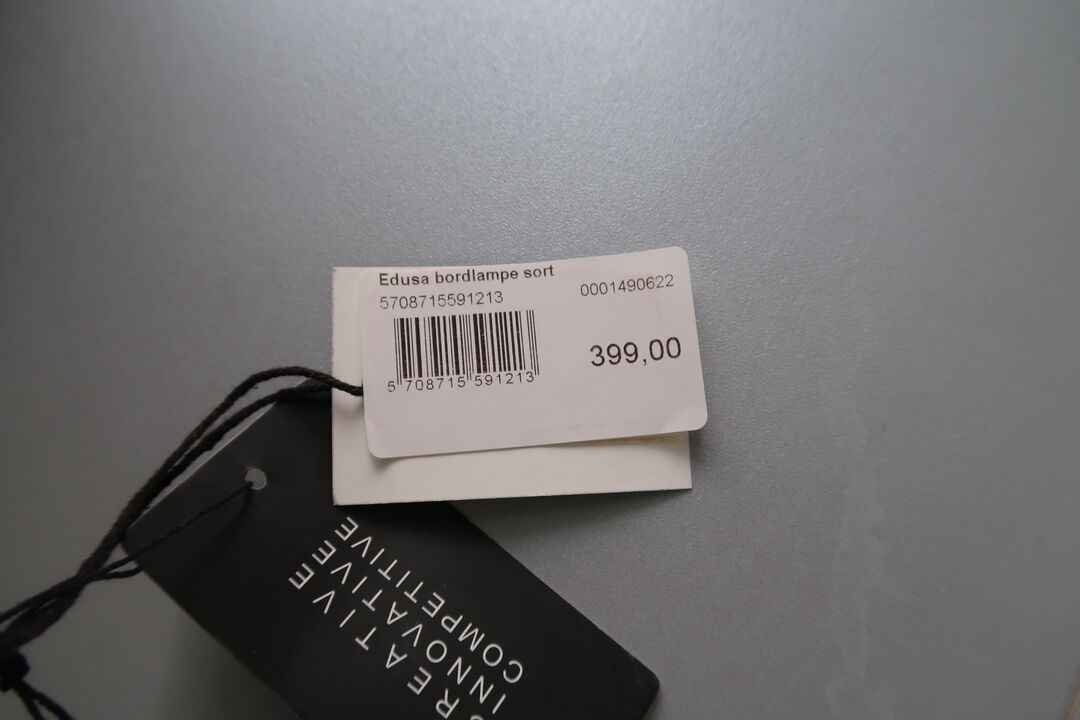 Edusa bordlampe sort
5708715591213
0001490622
399,00
5 708715 591213
CREATIVE
INNOVATIVE
COMPETITIVE